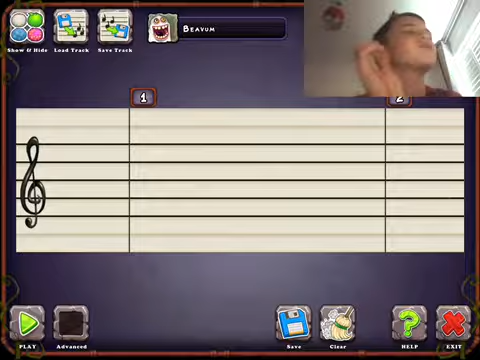 Show & Hide
Load Track
Save Track
Beavum
1
2
PLAY
Advanced
Save
Clear
HELP
EXIT